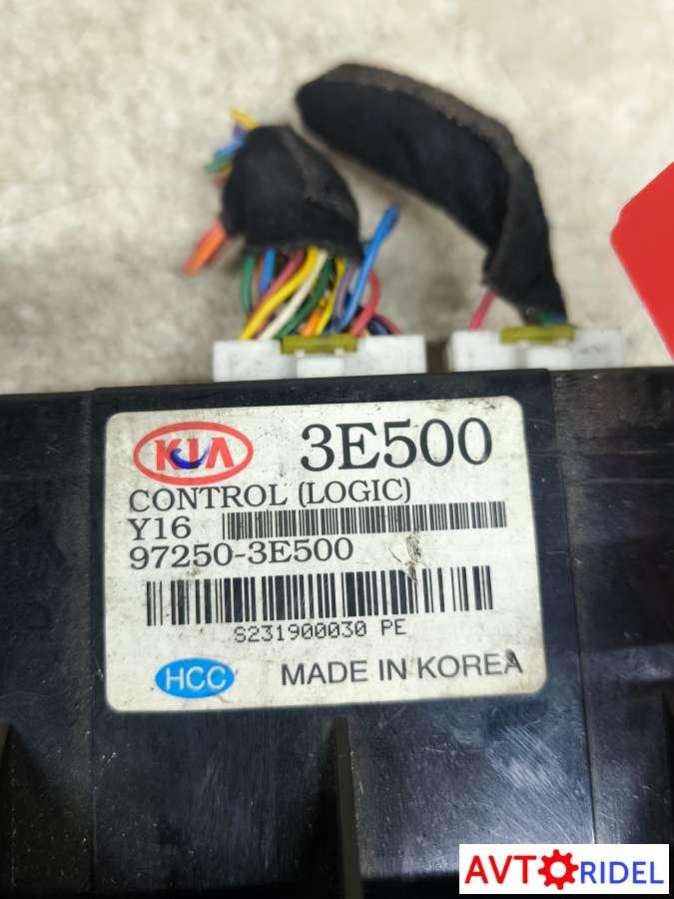 KIA 3E500
CONTROL (LOGIC)
Y16
97250-3E500
S231900030 PE
HCC MADE IN KOREA
AVTORIDEL